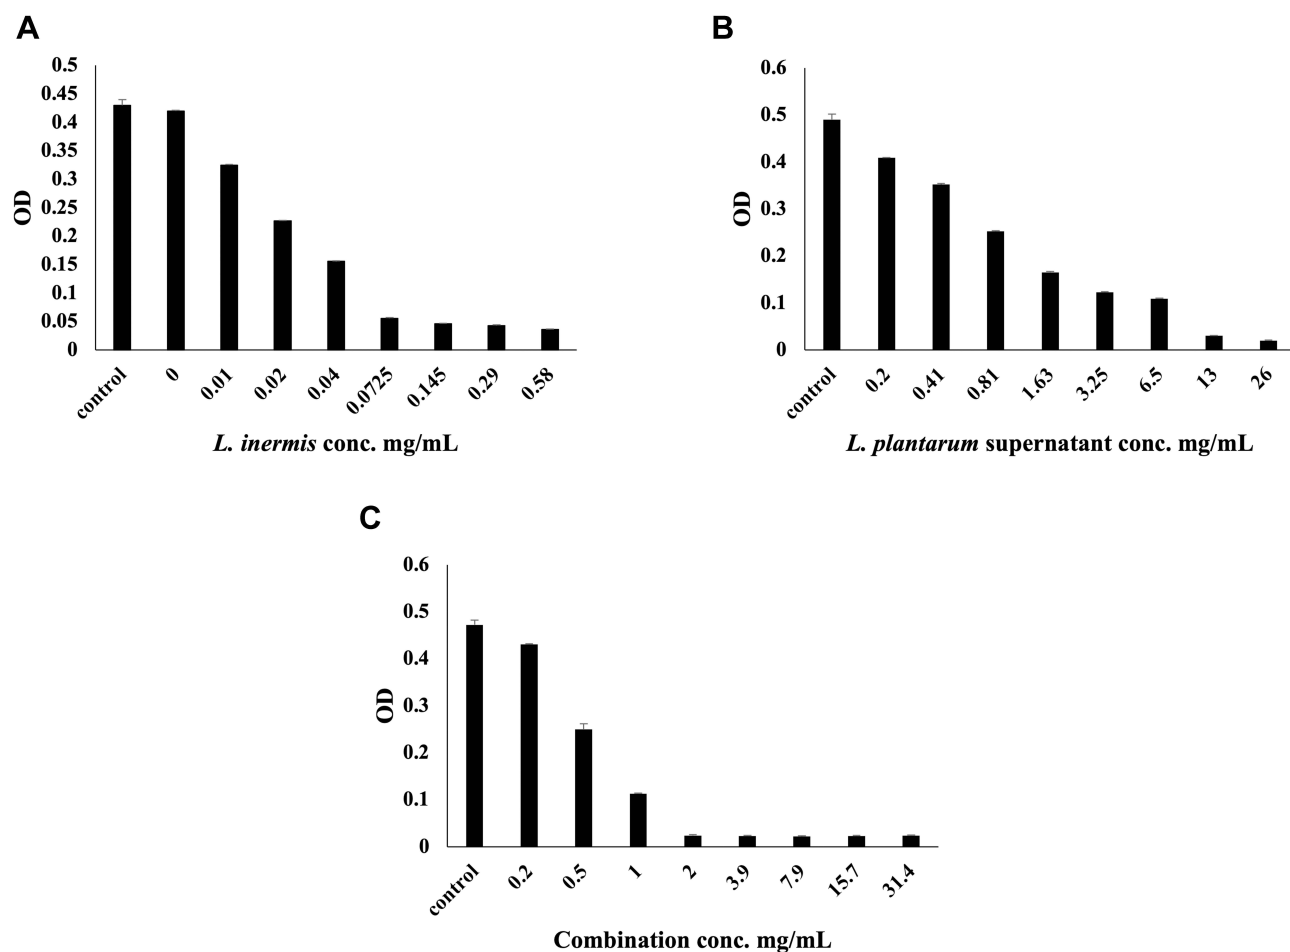 A
0.5
0.45
0.4
0.35
0.3
0.25
0.2
0.15
0.1
0.05
0
OD
control 0 0.01 0.02 0.04 0.0725 0.145 0.29 0.58
L. inermis conc. mg/mL
B
0.6
0.5
0.4
0.3
0.2
0.1
0
OD
control 0.2 0.41 0.81 1.63 3.25 6.5 13 26
L. plantarum supernatant conc. mg/mL
C
0.6
0.5
0.4
0.3
0.2
0.1
0
OD
control 0.2 0.5 1 2 3.9 7.9 15.7 31.4
Combination conc. mg/mL